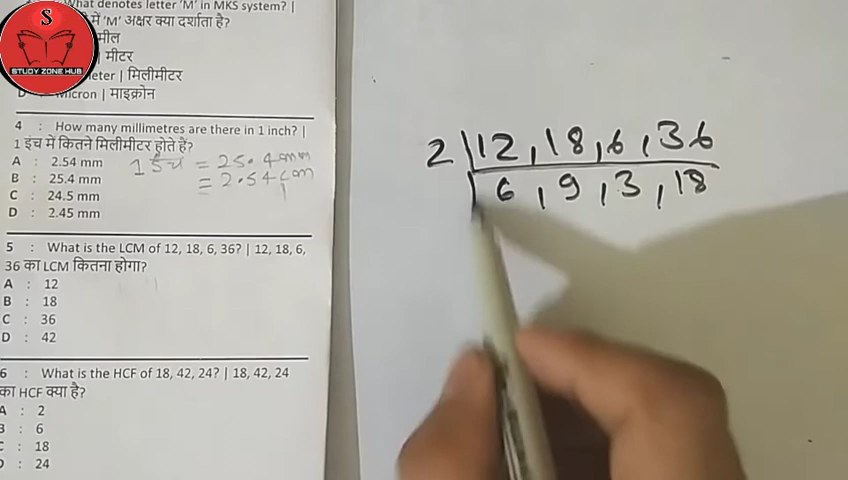 What denotes letter 'M' in MKS system? |
में 'M' अक्षर क्या दर्शाता है?
मील
| मीटर
meter | मिलीमीटर
D : Micron | माइक्रोन
S
STUDY ZONE HUB
4 : How many millimetres are there in 1 inch? |
1 इंच में कितने मिलीमीटर होते हैं?
A : 2.54 mm
B : 25.4 mm
C : 24.5 mm
D : 2.45 mm
1 इंच = 25.4 mm
= 2.54 cm
5 : What is the LCM of 12, 18, 6, 36? | 12, 18, 6,
36 का LCM कितना होगा?
A : 12
B : 18
C : 36
D : 42
6 : What is the HCF of 18, 42, 24? | 18, 42, 24
का HCF क्या है?
A : 2
B : 6
C : 18
D : 24
2 | 12, 18, 6, 36
| 6, 9, 3, 18